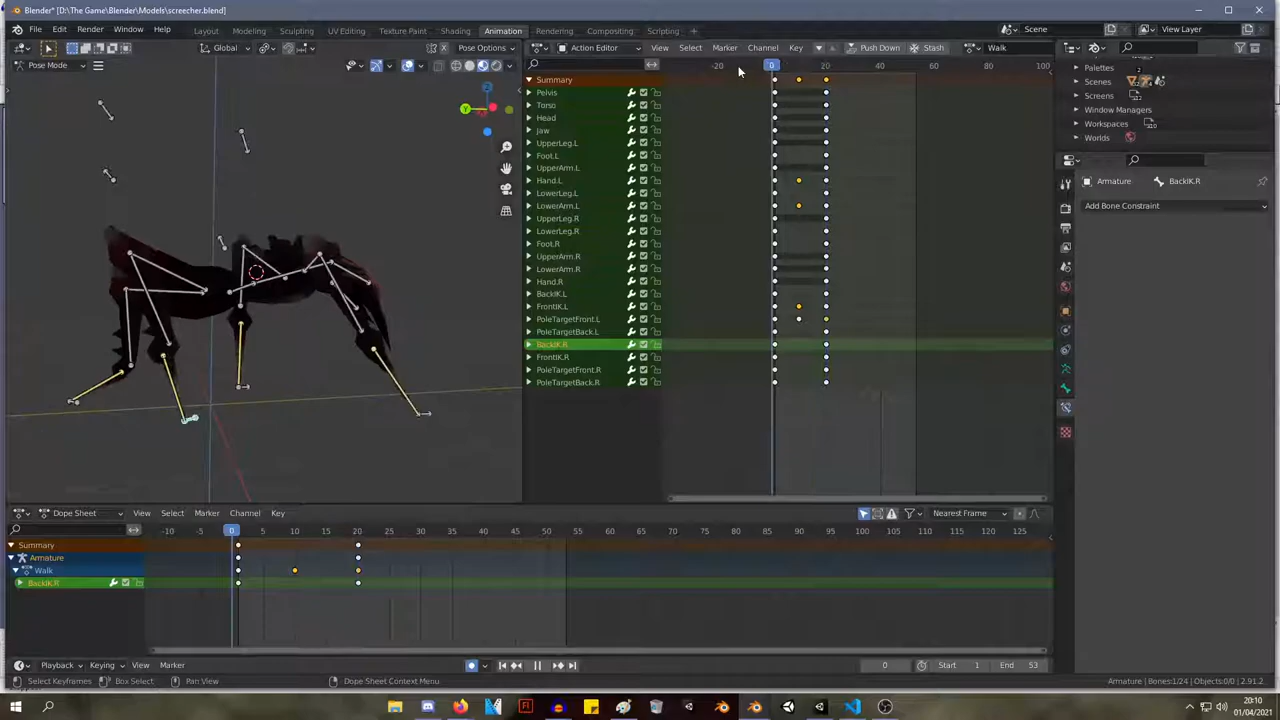 Blender* [D:\The Game\Blender\Models\screecher.blend]
File Edit Render Window Help Layout Modeling Sculpting UV Editing Texture Paint Shading Animation Rendering Compositing Scripting Scene View Layer
Global Pose Options Action Editor View Select Marker Channel Key Push Down Stash Walk
Pose Mode -20 0 20 40 60 80 100 Palettes 2
Summary Scenes
Pelvis Screens
Torso Window Managers
Head Workspaces
Jaw Worlds
UpperLeg.L
Foot.L
UpperArm.L
Hand.L Armature BackIK.R
LowerLeg.L
LowerArm.L Add Bone Constraint
UpperLeg.R
LowerLeg.R
Foot.R
UpperArm.R
LowerArm.R
Hand.R
BackIK.L
FrontIK.L
PoleTargetFront.L
PoleTargetBack.L
BackIK.R
FrontIK.R
PoleTargetFront.R
PoleTargetBack.R
Dope Sheet View Select Marker Channel Key Nearest Frame
-10 -5 0 5 10 15 20 25 30 35 40 45 50 55 60 65 70 75 80 85 90 95 100 105 110 115 120 125
Summary
Armature
Walk
BackIK.R
Playback Keying View Marker 0 Start 1 End 53
Select Keyframes Box Select Pan View Dope Sheet Context Menu Armature | Bones:1/24 | Objects:0/0 | 2.91.2
20:10
01/04/2021